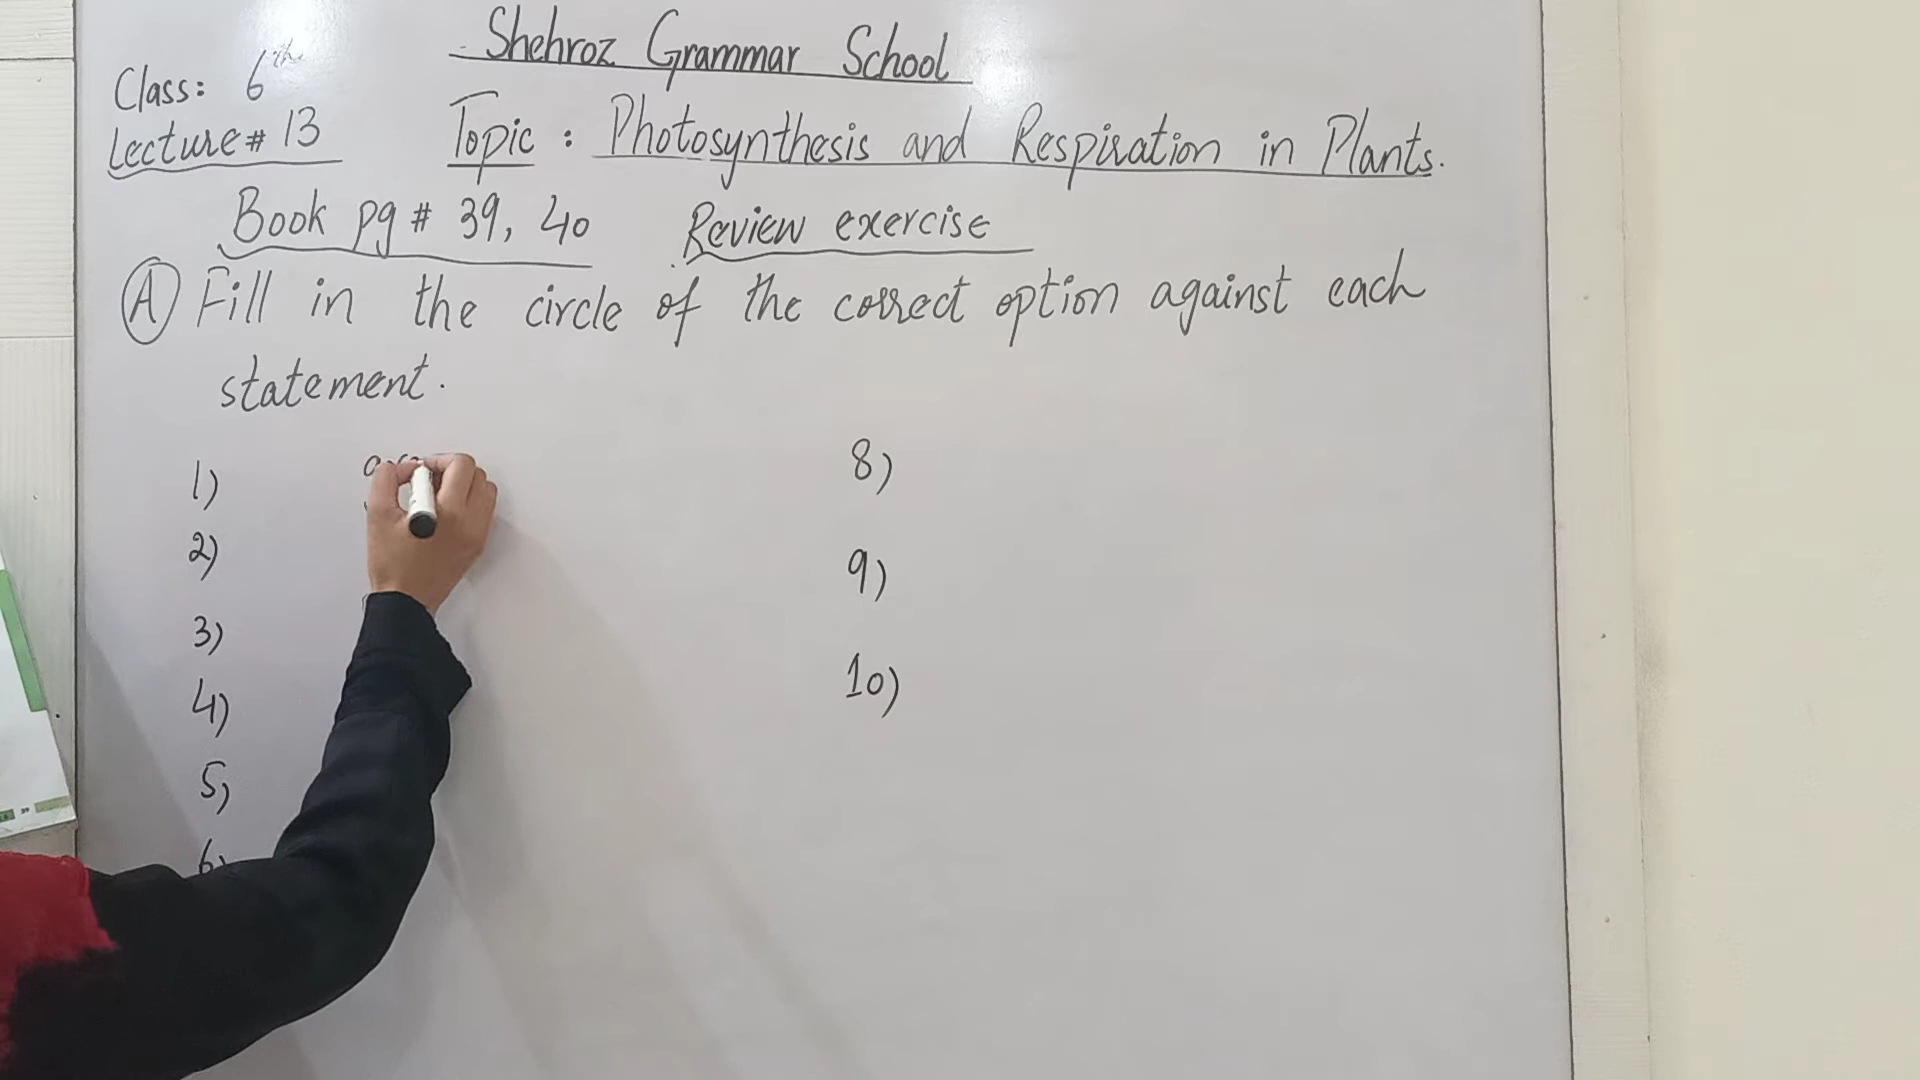 Shehroz Grammar School
Class: 6th
Lecture # 13
Topic : Photosynthesis and Respiration in Plants.
Book pg # 39, 40 Review exercise
(A) Fill in the circle of the correct option against each
statement.
1)
2)
3)
4)
5)
6)
8)
9)
10)